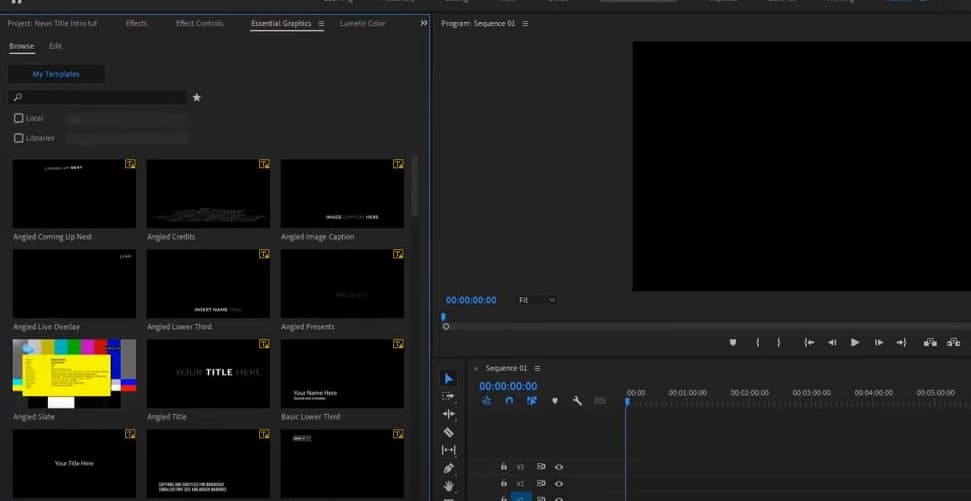 Project: Neon Title Intro tut
Effects
Effect Controls
Essential Graphics
Lumetri Color
Program: Sequence 01
Browse
Edit
My Templates
Local
Libraries
COMING UP NEXT
IMAGE CAPTION HERE
Angled Coming Up Next
Angled Credits
Angled Image Caption
LIVE
INSERT NAME TITLE
PRESENTS
Angled Live Overlay
Angled Lower Third
Angled Presents
YOUR TITLE HERE
Your Name Here
Angled Slate
Angled Title
Basic Lower Third
Your Title Here
CAPTIONS AND SUBTITLES FOR BROADCAST
(SMALLER FONT SIZE AND BIGGER MARGINS)
00:00:00:00
Fit
Sequence 01
00:00:00:00
:00:00
00:01:00:00
00:02:00:00
00:03:00:00
00:04:00:00
00:05:00:00
V3
V2